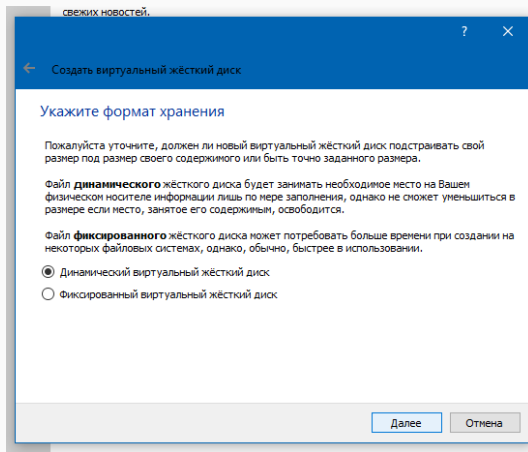 свежих новостей.
?
Создать виртуальный жёсткий диск
Укажите формат хранения
Пожалуйста уточните, должен ли новый виртуальный жёсткий диск подстраивать свой
размер под размер своего содержимого или быть точно заданного размера.
Файл динамического жёсткого диска будет занимать необходимое место на Вашем
физическом носителе информации лишь по мере заполнения, однако не сможет уменьшиться в
размере если место, занятое его содержимым, освободится.
Файл фиксированного жёсткого диска может потребовать больше времени при создании на
некоторых файловых системах, однако, обычно, быстрее в использовании.
Динамический виртуальный жёсткий диск
Фиксированный виртуальный жёсткий диск
Далее Отмена